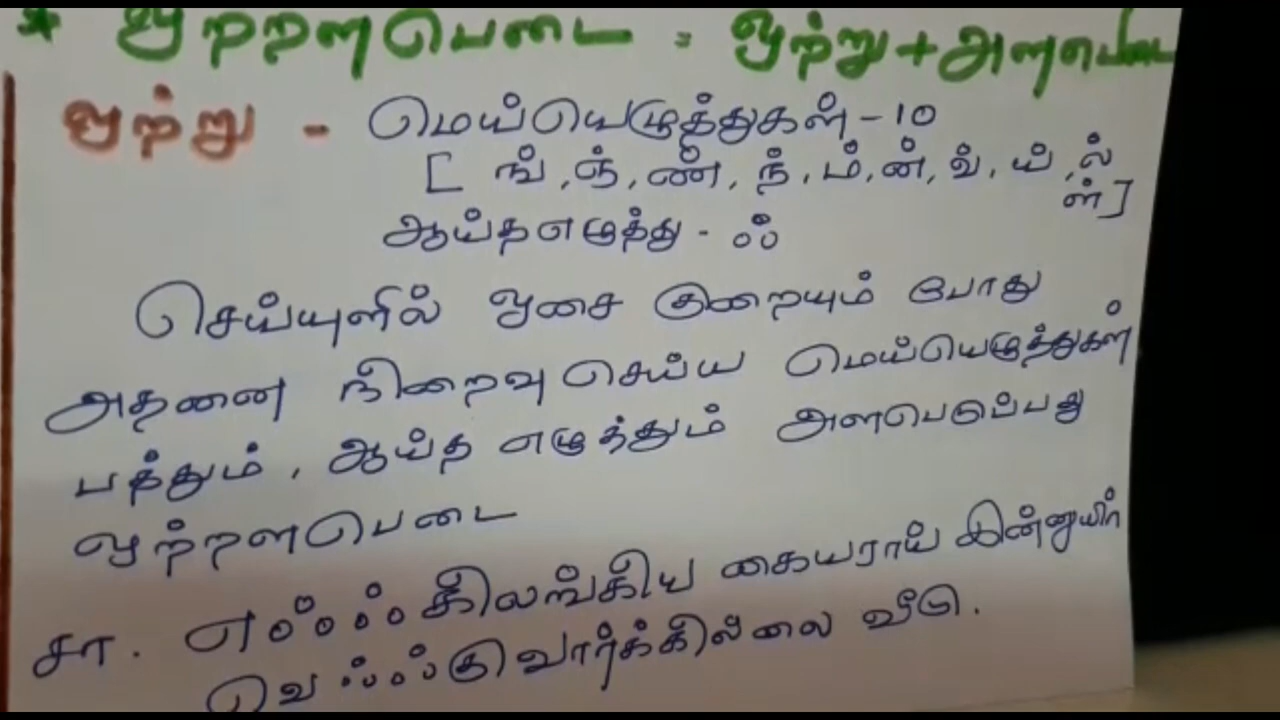 * ஒற்றளபெடை = ஒற்று + அளபெடை
ஒற்று - மெய்யெழுத்துகள் - 10
[ ங், ஞ், ண், ந், ம், ன், வ், ய், ல்
ள் ]
ஆய்தஎழுத்து - ஃ
செய்யுளில் ஓசை குறையும் போது
அதனை நிறைவு செய்ய மெய்யெழுத்துகள்
பத்தும், ஆய்த எழுத்தும் அளபெடுப்பது
ஒற்றளபெடை
சா. எஃஃகிலங்கிய கையராய் இன்னுயிர்
வெஃஃகுவார்க்கில்லை வீடு.